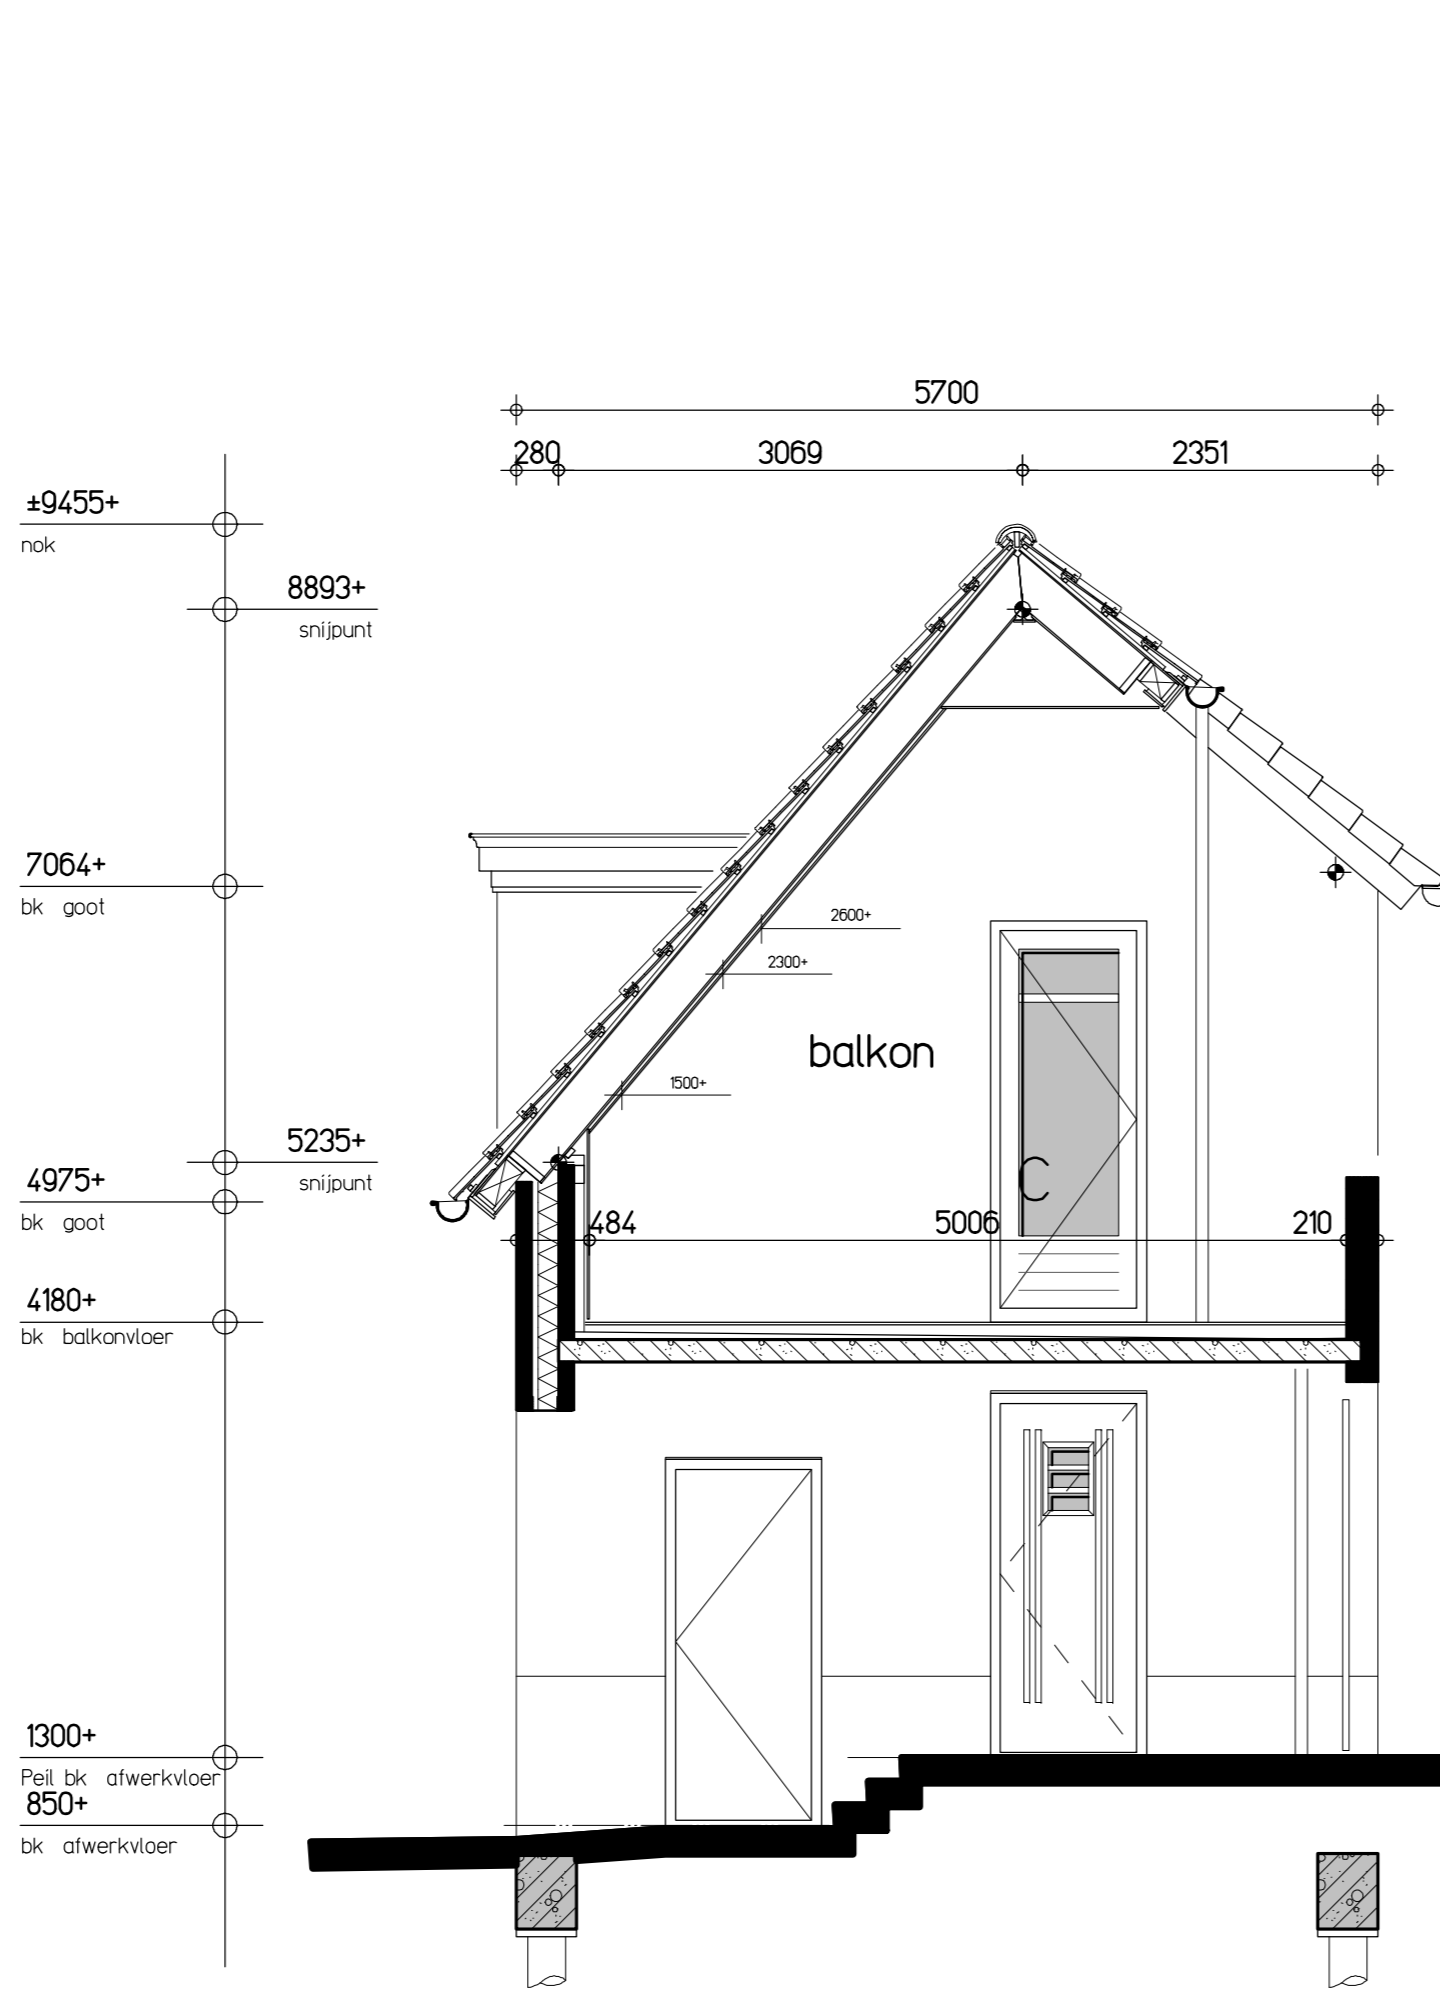 5700
280 3069 2351
±9455+
nok
8893+
snijpunt
7064+
bk goot
2600+
2300+
balkon
1500+
5235+
snijpunt
4975+
bk goot
C
484 5006 210
4180+
bk balkonvloer
1300+
Peil bk afwerkvloer
850+
bk afwerkvloer